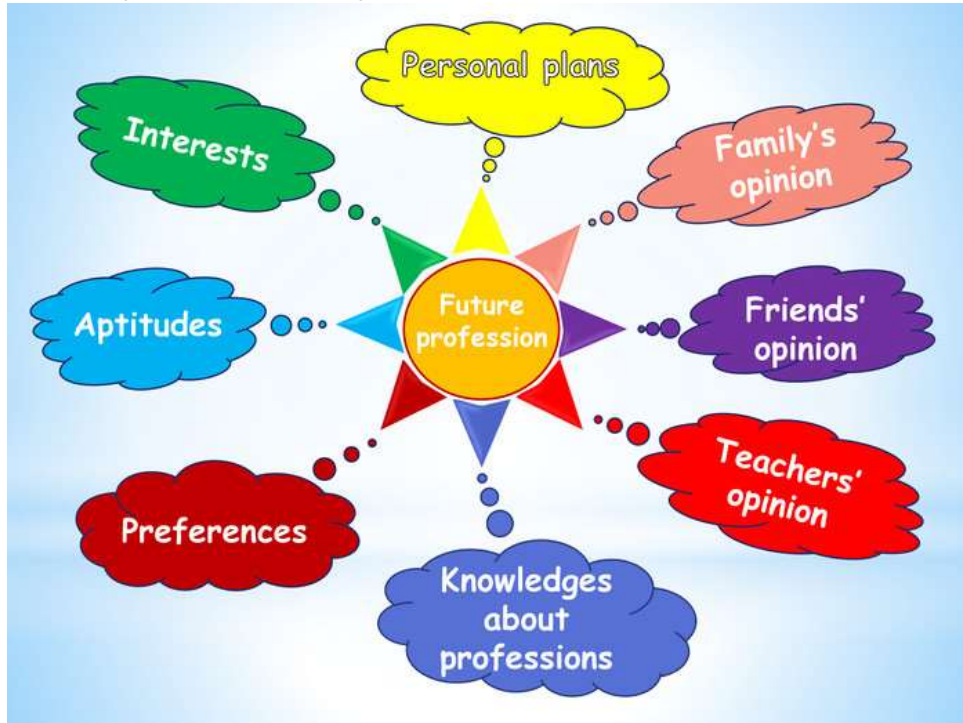 Personal plans
Interests
Family's
opinion
Aptitudes
Future
profession
Friends'
opinion
Preferences
Teachers'
opinion
Knowledges
about
professions